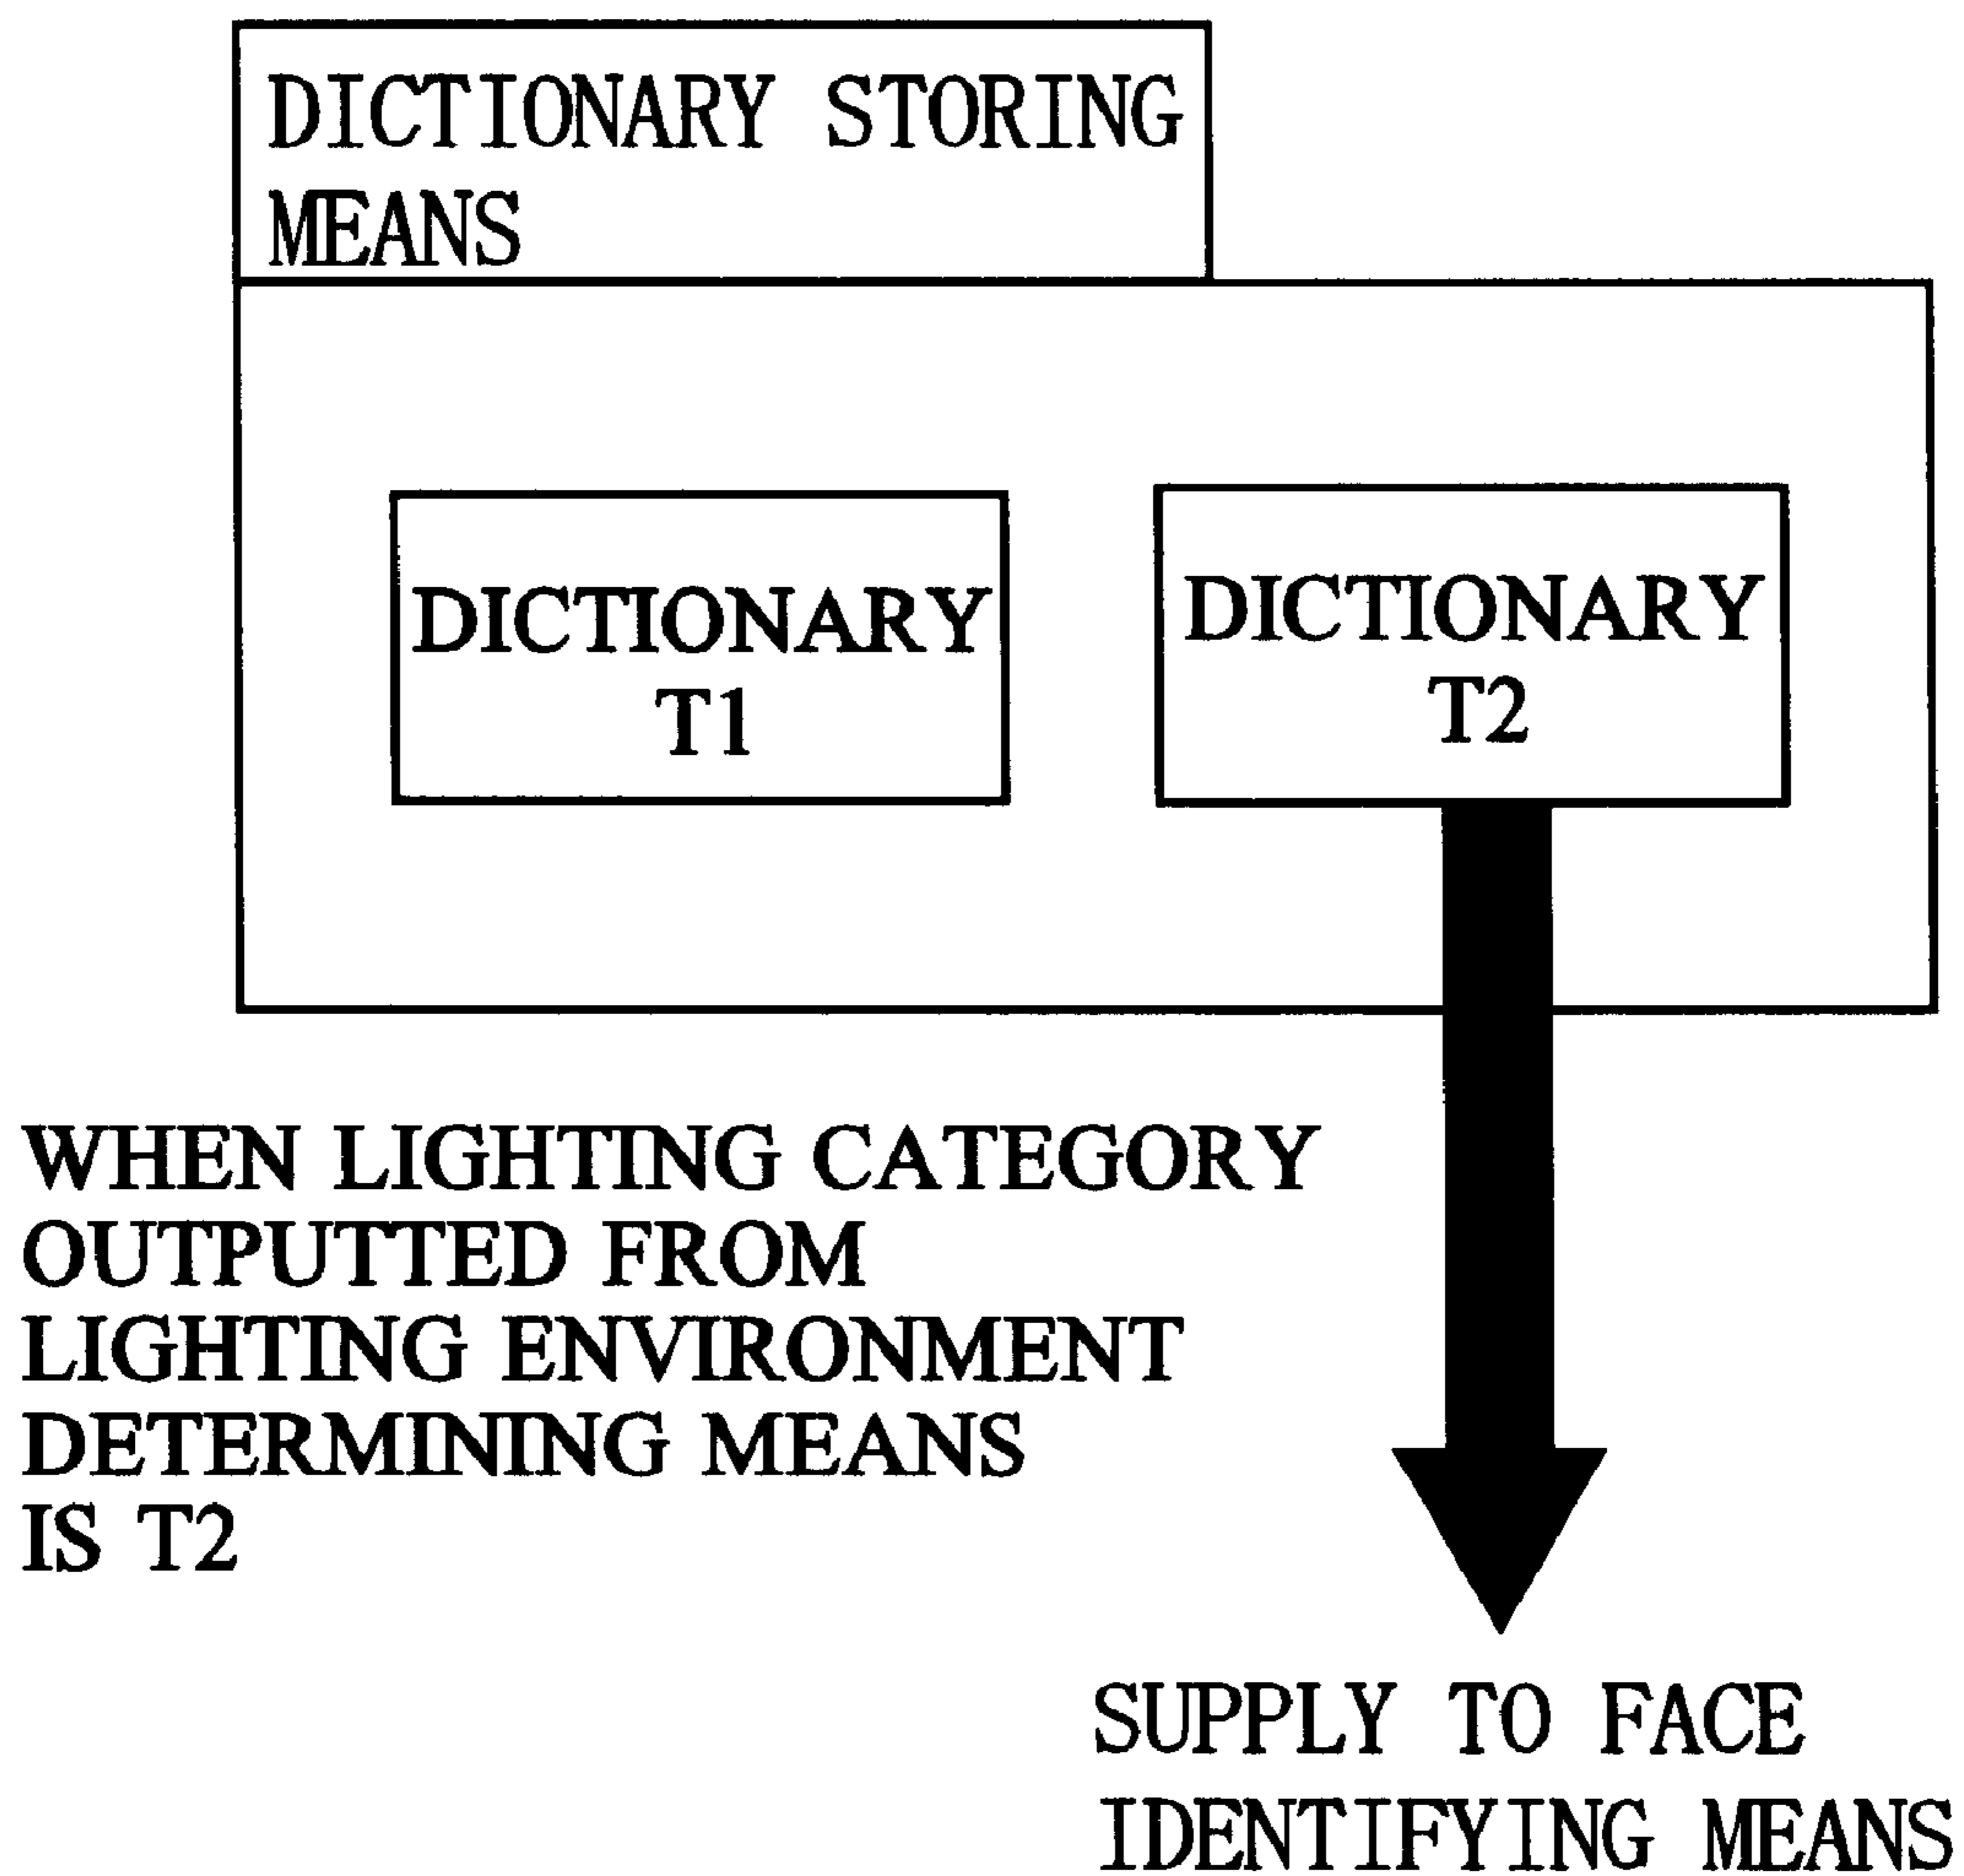 DICTIONARY STORING
MEANS
DICTIONARY
T1
DICTIONARY
T2
WHEN LIGHTING CATEGORY
OUTPUTTED FROM
LIGHTING ENVIRONMENT
DETERMINING MEANS
IS T2
SUPPLY TO FACE
IDENTIFYING MEANS